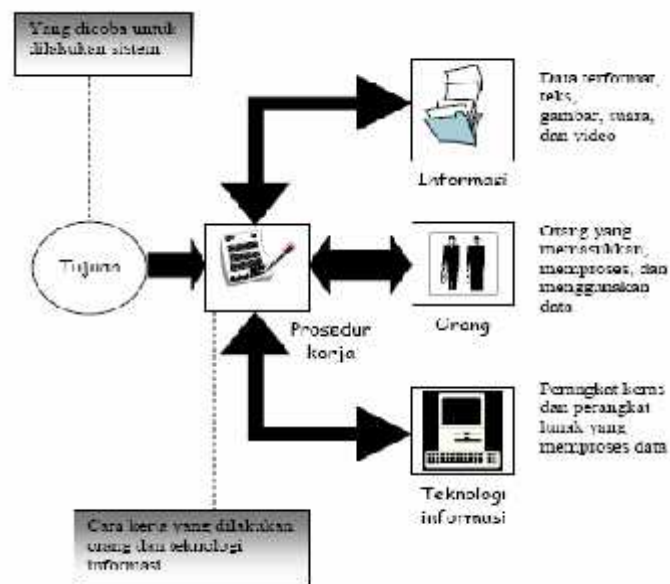 Yang dicoba untuk
dilakukan sistem
Data terformat,
teks,
gambar, suara,
dan video
Informasi
Tujuan
Orang yang
memasukkan,
memproses, dan
menggunakan
data
Prosedur
kerja
Orang
Perangkat keras
dan perangkat
lunak yang
memproses data
Teknologi
informasi
Cara kerja yang dilakukan
orang dan teknologi
informasi